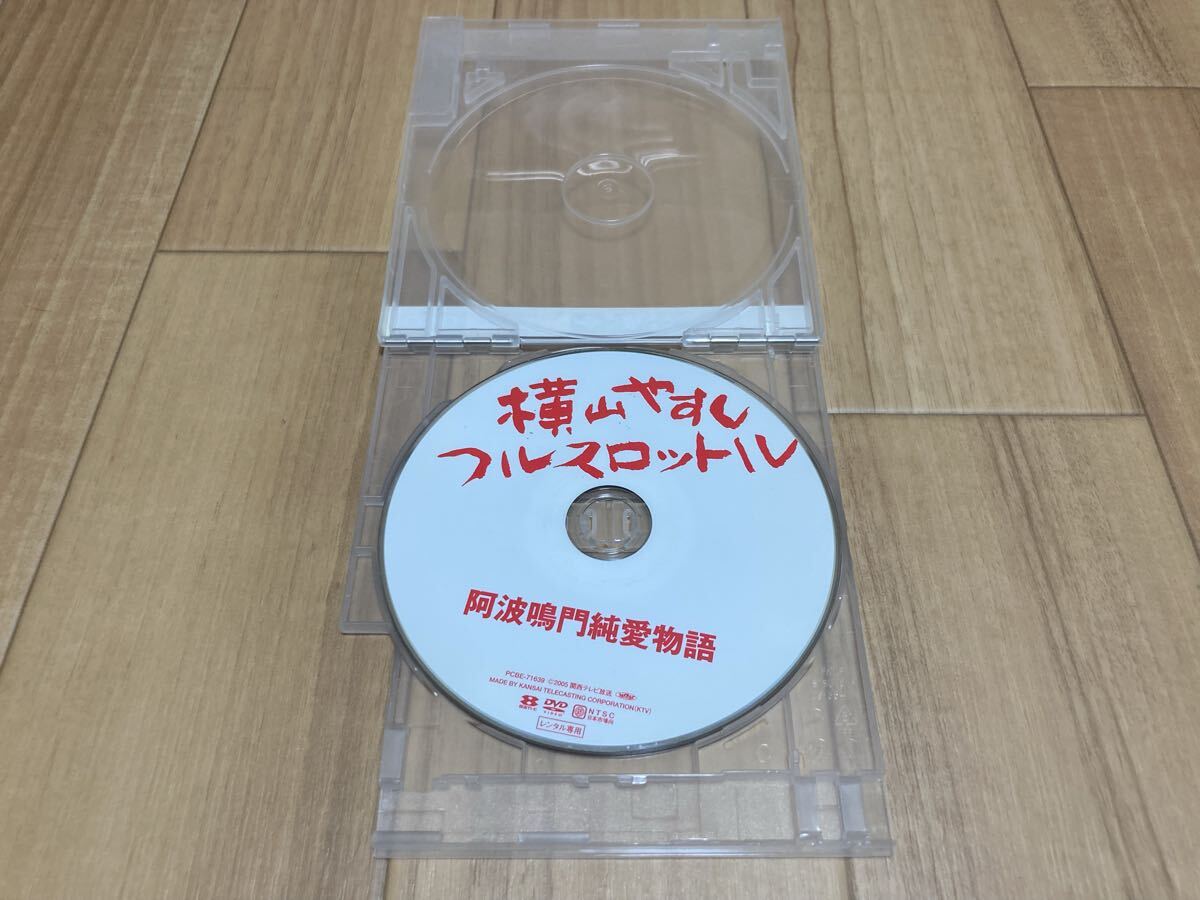 横山やすし
フルスロットル
阿波鳴門純愛物語
PCBE-71639 ©2005 関西テレビ放送
MADE BY KANSAI TELECASTING CORPORATION(KTV)
8 DVD VIDEO NTSC 日本市場向
レンタル専用